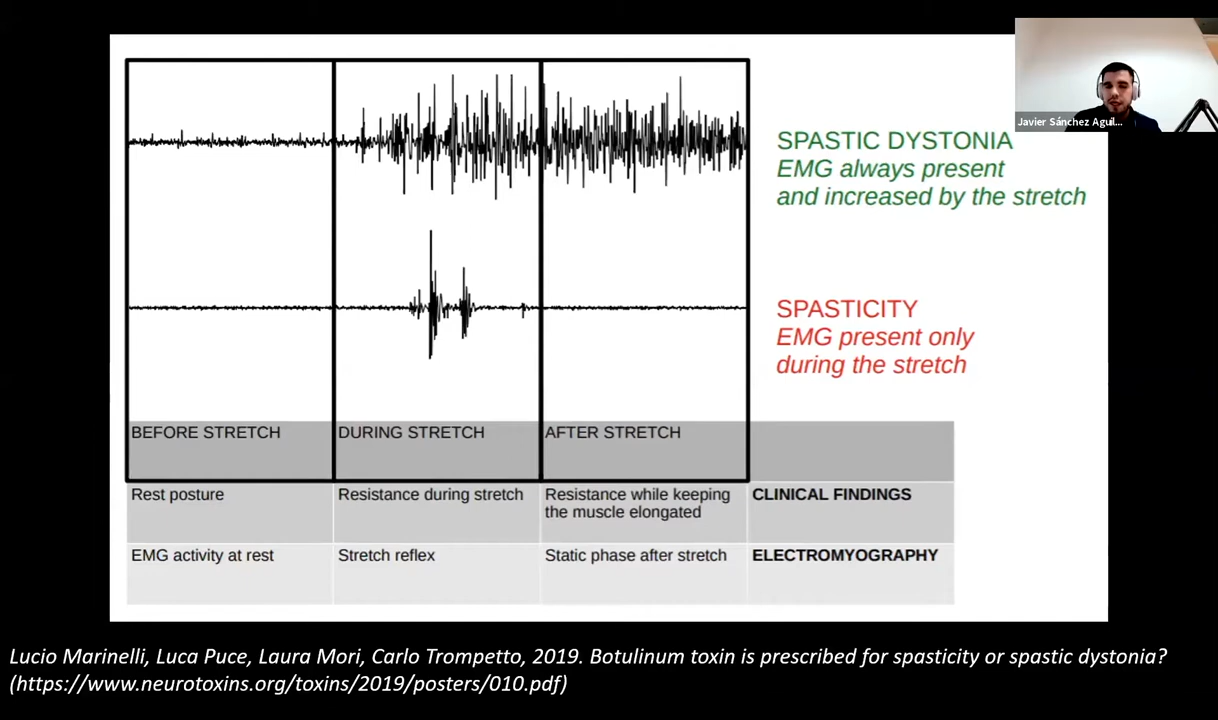 Javier Sánchez Aguil...
SPASTIC DYSTONIA
EMG always present
and increased by the stretch
SPASTICITY
EMG present only
during the stretch
BEFORE STRETCH DURING STRETCH AFTER STRETCH
Rest posture Resistance during stretch Resistance while keeping the muscle elongated CLINICAL FINDINGS
EMG activity at rest Stretch reflex Static phase after stretch ELECTROMYOGRAPHY
Lucio Marinelli, Luca Puce, Laura Mori, Carlo Trompetto, 2019. Botulinum toxin is prescribed for spasticity or spastic dystonia?
(https://www.neurotoxins.org/toxins/2019/posters/010.pdf)